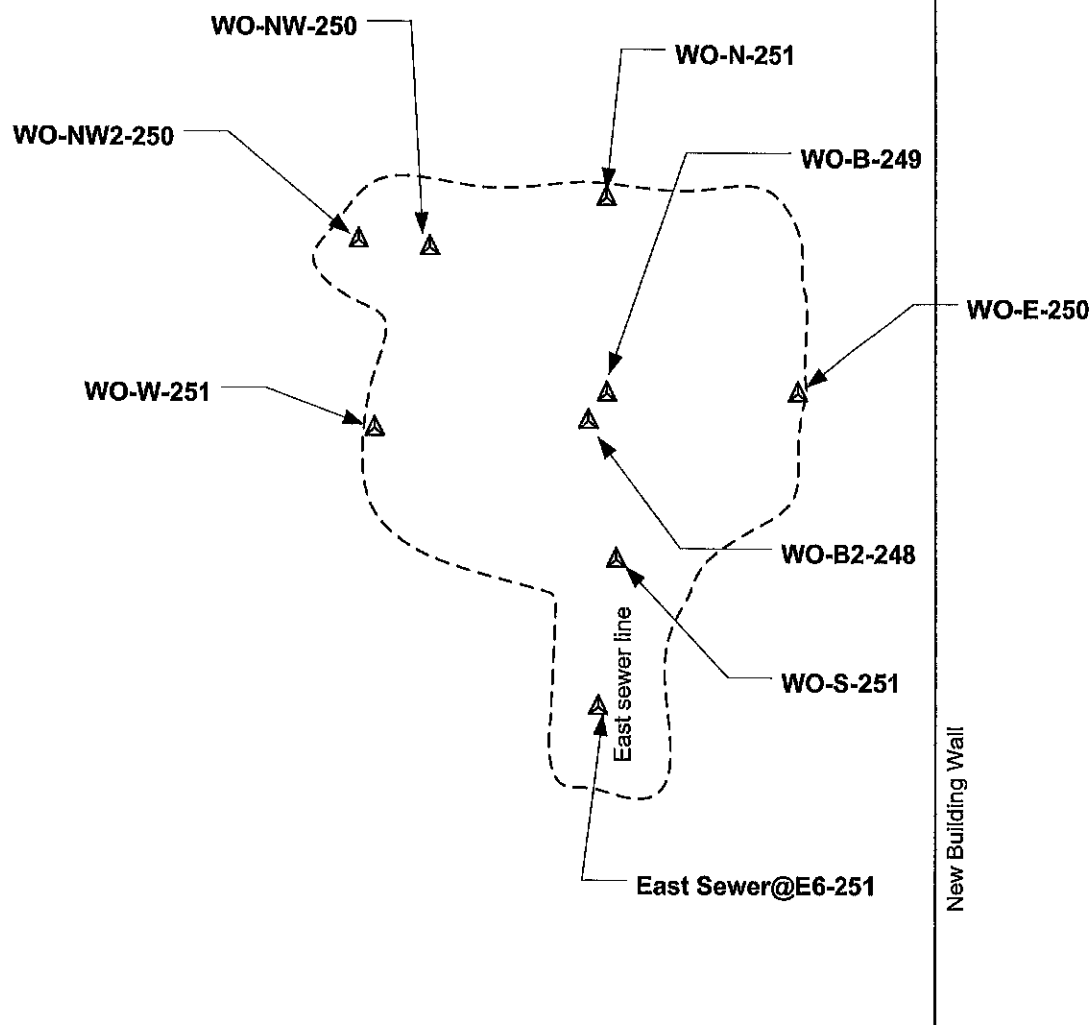 WO-NW-250
WO-N-251
WO-NW2-250
WO-B-249
WO-E-250
WO-W-251
WO-B2-248
East sewer line
WO-S-251
New Building Wall
East Sewer@E6-251